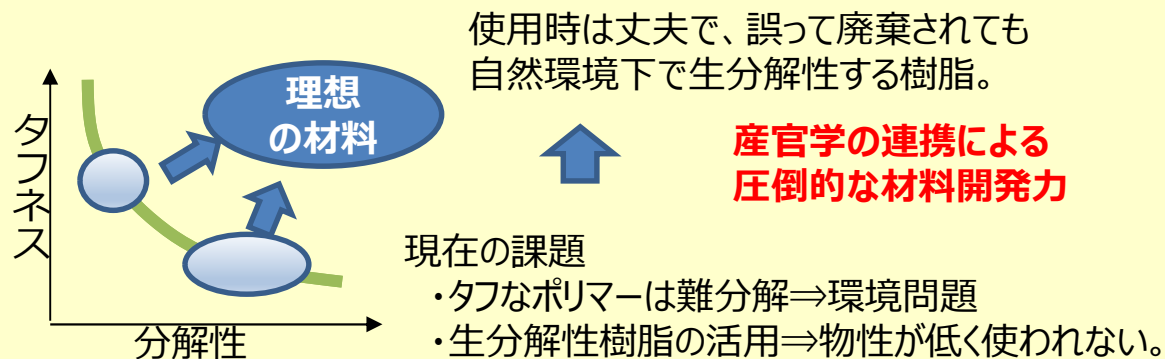 使用時は丈夫で、誤って廃棄されても
自然環境下で生分解性する樹脂。
理想
の材料
タフネス
分解性
産官学の連携による
圧倒的な材料開発力
現在の課題
・タフなポリマーは難分解⇒環境問題
・生分解性樹脂の活用⇒物性が低く使われない。